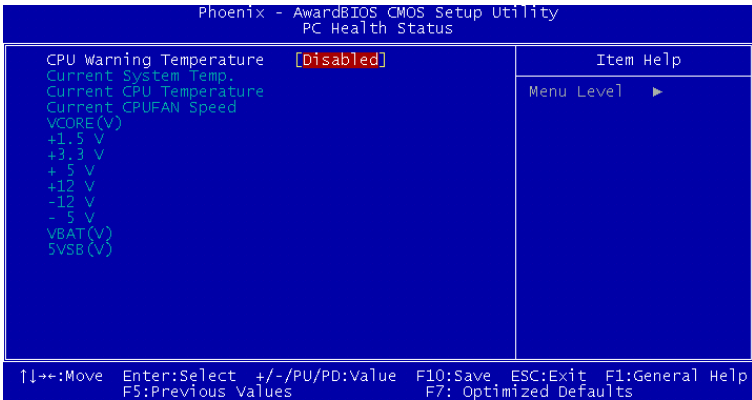 Phoenix - AwardBIOS CMOS Setup Utility
PC Health Status
CPU Warning Temperature [Disabled]
Current System Temp.
Current CPU Temperature
Current CPUFAN Speed
VCORE(V)
+1.5 V
+3.3 V
+ 5 V
+12 V
-12 V
- 5 V
VBAT(V)
5VSB(V)
Item Help
Menu Level ►
↑↓→←:Move Enter:Select +/-/PU/PD:Value F10:Save ESC:Exit F1:General Help
F5:Previous Values F7: Optimized Defaults